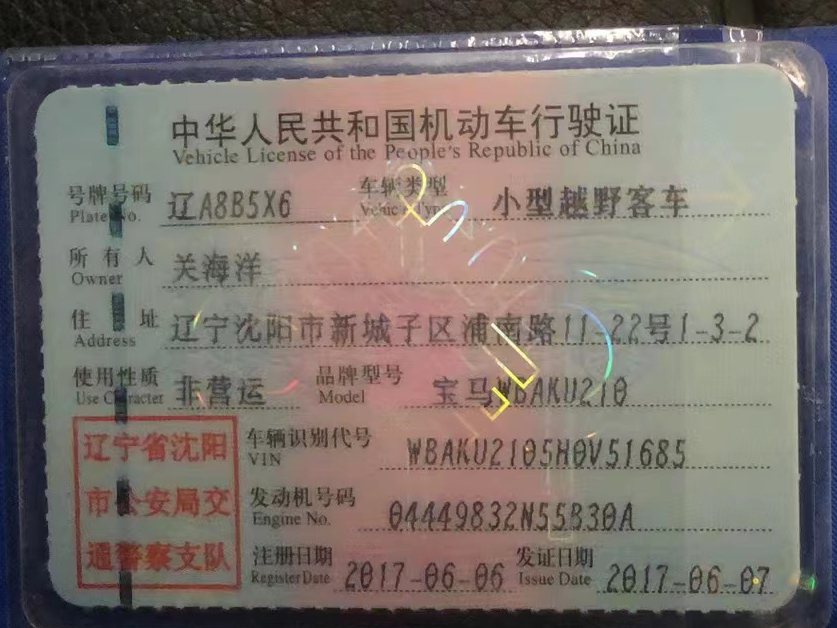 中华人民共和国机动车行驶证
Vehicle License of the People's Republic of China
号牌号码 辽A8B5X6 车辆类型 小型越野客车
Plate No. Vehicle Type
所有人 关海洋
Owner
住址 辽宁沈阳市新城子区浦南路11-22号1-3-2
Address
使用性质 非营运 品牌型号 宝马WBAKU210
Use Character Model
辽宁省沈阳
市公安局交
通警察支队
车辆识别代号 WBAKU2105H0V51685
VIN
发动机号码 04449832N55B30A
Engine No.
注册日期 2017-06-06 发证日期 2017-06-07
Register Date Issue Date